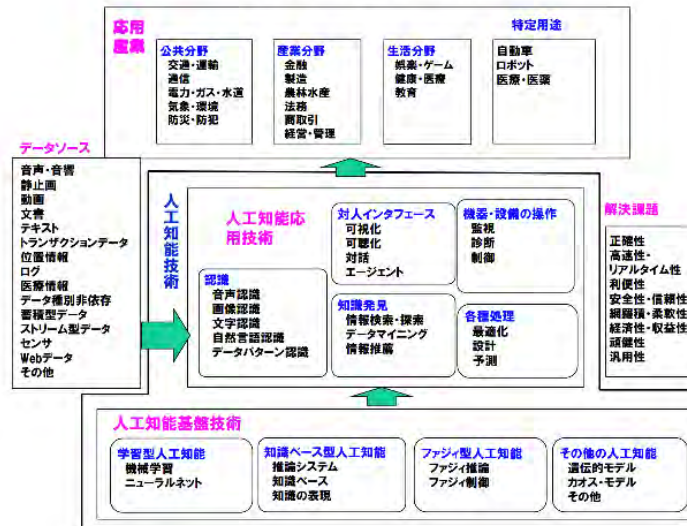 応用
産業
特定用途
公共分野
交通・運輸
通信
電力・ガス・水道
気象・環境
防災・防犯
産業分野
金融
製造
農林水産
法務
商取引
経営・管理
生活分野
娯楽・ゲーム
健康・医療
教育
自動車
ロボット
医療・医薬
データソース
音声・音響
静止画
動画
文書
テキスト
トランザクションデータ
位置情報
ログ
医療情報
データ種別非依存
蓄積型データ
ストリーム型データ
センサ
Webデータ
その他
人工知能技術
人工知能応
用技術
認識
音声認識
画像認識
文字認識
自然言語認識
データパターン認識
対人インタフェース
可視化
可聴化
対話
エージェント
知識発見
情報検索・探索
データマイニング
情報推薦
機器・設備の操作
監視
診断
制御
各種処理
最適化
設計
予測
解決課題
正確性
高速性・
リアルタイム性
利便性
安全性・信頼性
網羅積・柔軟性
経済性・収益性
頑健性
汎用性
人工知能基盤技術
学習型人工知能
機械学習
ニューラルネット
知識ベース型人工知能
推論システム
知識ベース
知識の表現
ファジィ型人工知能
ファジィ推論
ファジィ制御
その他の人工知能
遺伝的モデル
カオス・モデル
その他